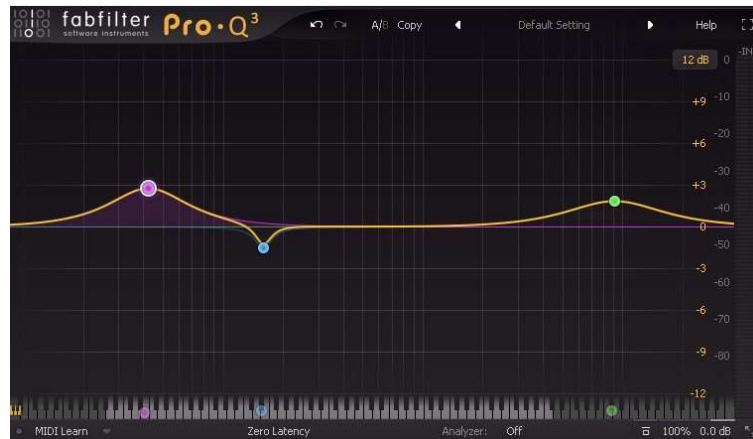 fabfilter Pro·Q³ A/B Copy Default Setting Help
software instruments
-INF
12 dB 0
+9 -10
+6 -20
+3 -30
-40
0 -50
-3
-60
-6 -70
-9 -80
-12
MIDI Learn Zero Latency Analyzer: Off 100% 0.0 dB